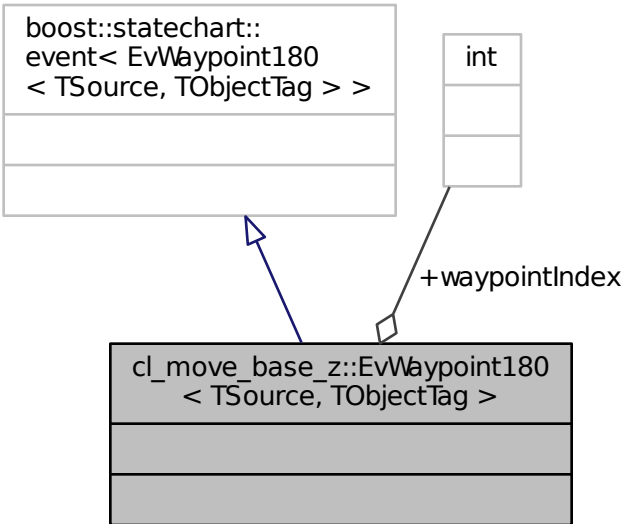 boost::statechart::
event< EvWaypoint180
< TSource, TObjectTag > >
int
+waypointIndex
cl_move_base_z::EvWaypoint180
< TSource, TObjectTag >